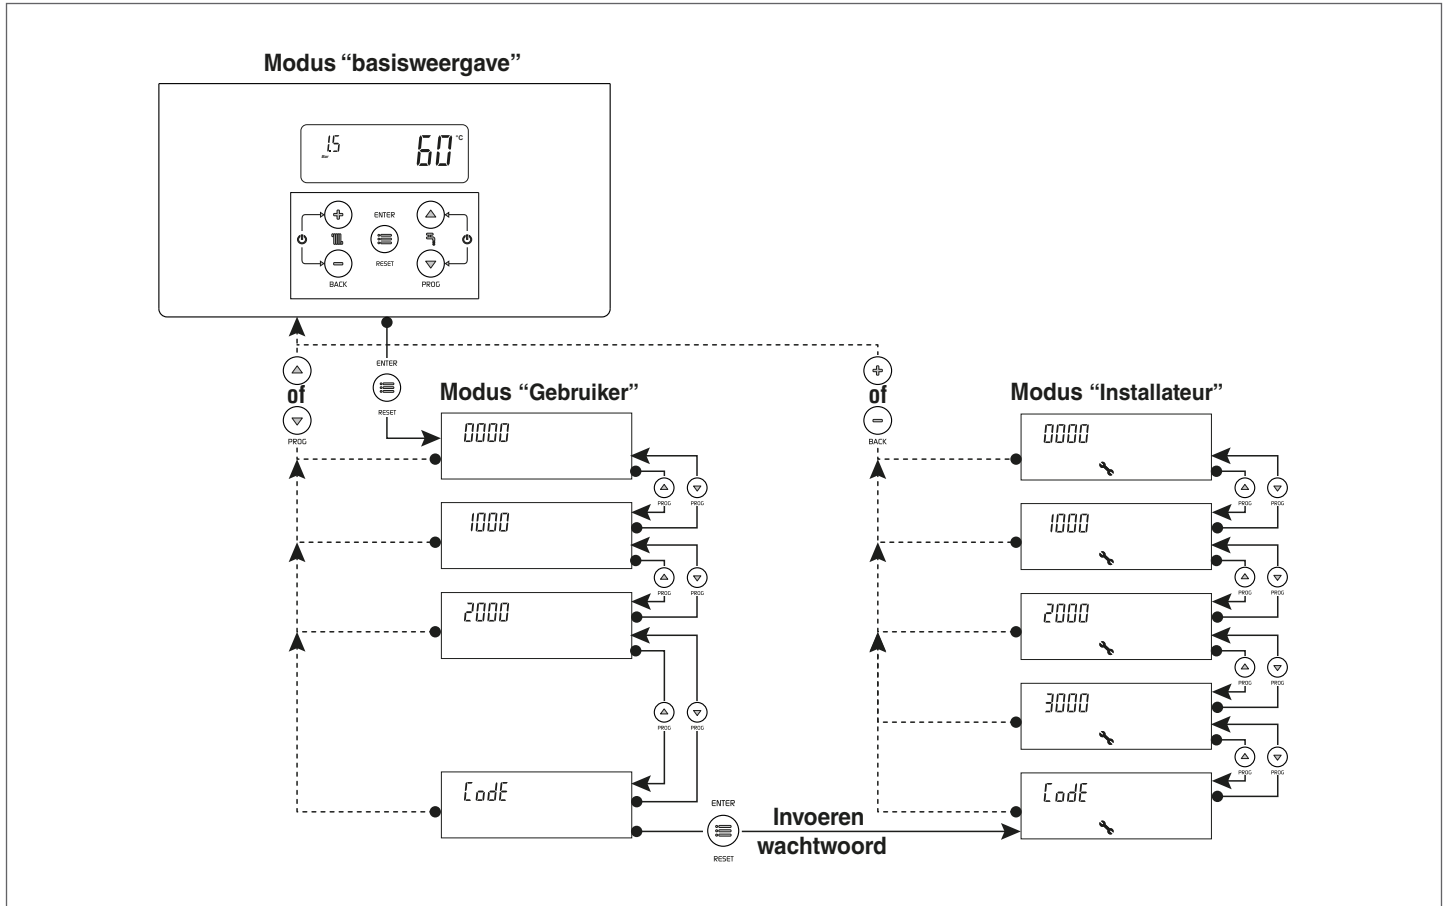 Modus “basisweergave”
1.5
Bar
60 °C
ENTER
RESET
BACK
PROG
ENTER
RESET
of
PROG
Modus “Gebruiker”
0000
PROG
PROG
1000
PROG
PROG
2000
PROG
PROG
CodE
ENTER
RESET
Invoeren
wachtwoord
of
BACK
Modus “Installateur”
0000
PROG
PROG
1000
PROG
PROG
2000
PROG
PROG
3000
PROG
PROG
CodE